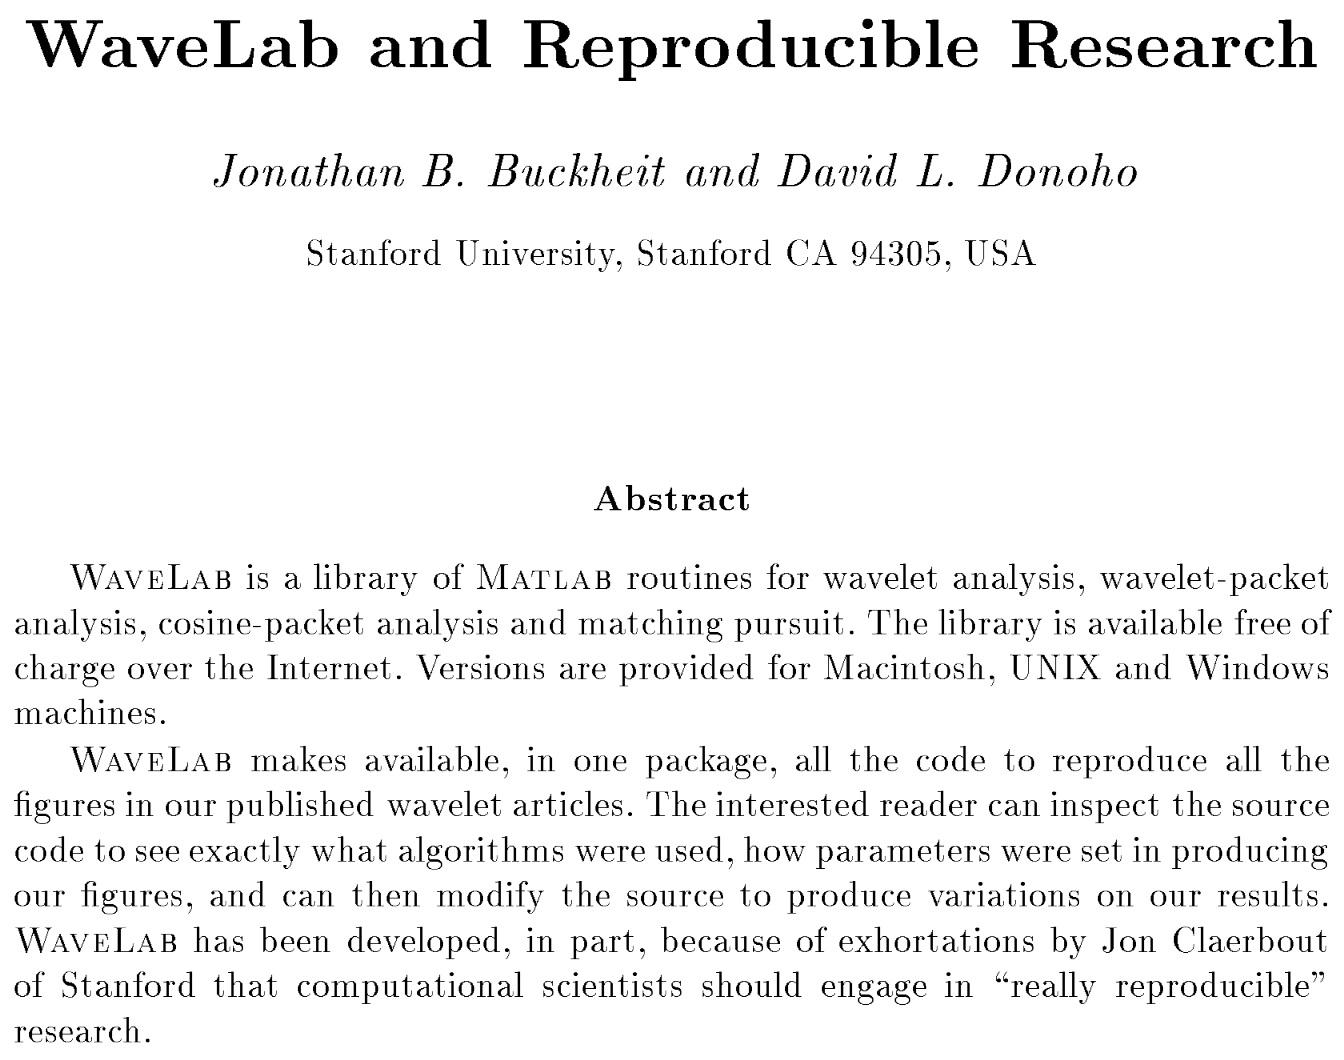 WaveLab and Reproducible Research
Jonathan B. Buckheit and David L. Donoho
Stanford University, Stanford CA 94305, USA
Abstract
WAVELAB is a library of MATLAB routines for wavelet analysis, wavelet-packet
analysis, cosine-packet analysis and matching pursuit. The library is available free of
charge over the Internet. Versions are provided for Macintosh, UNIX and Windows
machines.
WAVELAB makes available, in one package, all the code to reproduce all the
figures in our published wavelet articles. The interested reader can inspect the source
code to see exactly what algorithms were used, how parameters were set in producing
our figures, and can then modify the source to produce variations on our results.
WAVELAB has been developed, in part, because of exhortations by Jon Claerbout
of Stanford that computational scientists should engage in “really reproducible”
research.